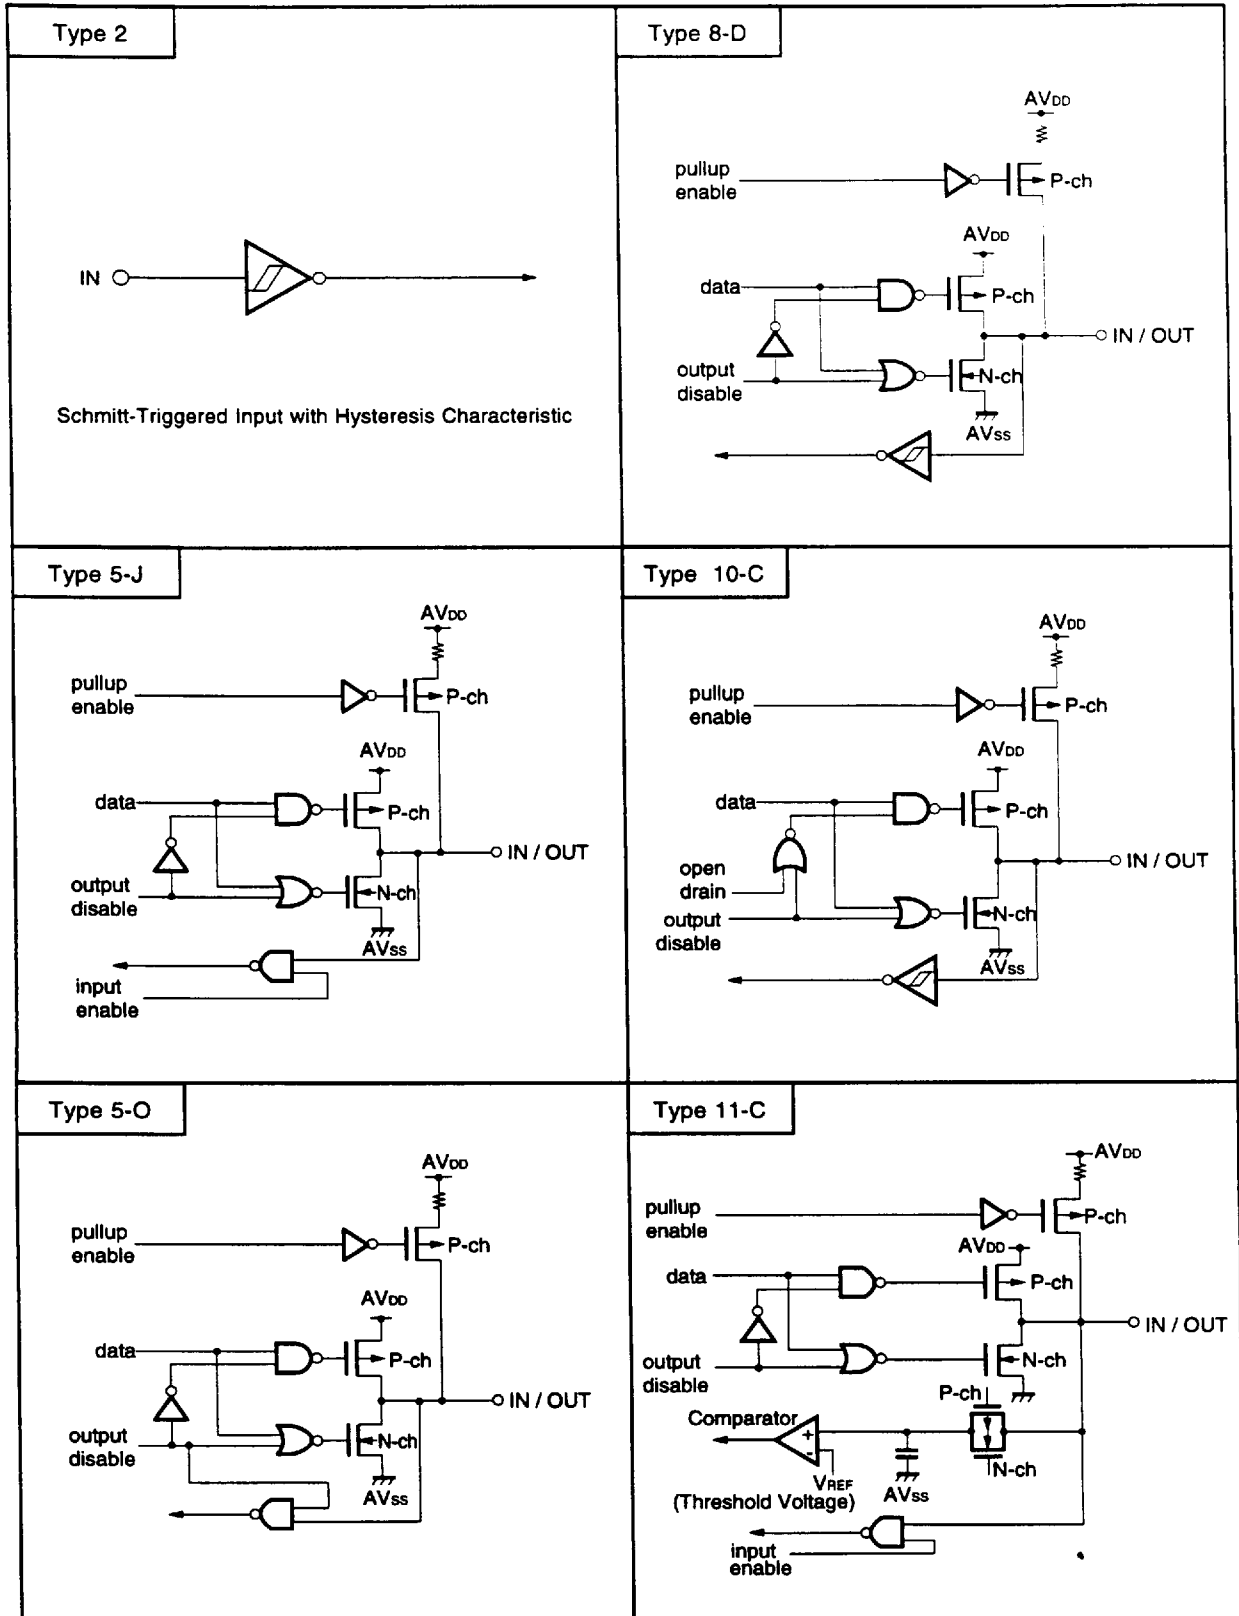 Type 2
IN
Schmitt-Triggered Input with Hysteresis Characteristic
Type 8-D
AVDD
pullup
enable
P-ch
AVDD
data
P-ch
IN / OUT
output
disable
N-ch
AVSS
Type 5-J
AVDD
pullup
enable
P-ch
AVDD
data
P-ch
IN / OUT
output
disable
N-ch
AVSS
input
enable
Type 10-C
AVDD
pullup
enable
P-ch
AVDD
data
P-ch
IN / OUT
open
drain
output
disable
N-ch
AVSS
Type 5-O
AVDD
pullup
enable
P-ch
AVDD
data
P-ch
IN / OUT
output
disable
N-ch
AVSS
Type 11-C
AVDD
pullup
enable
P-ch
AVDD
data
P-ch
IN / OUT
output
disable
N-ch
P-ch
Comparator
+
-
N-ch
VREF
(Threshold Voltage)
AVSS
input
enable